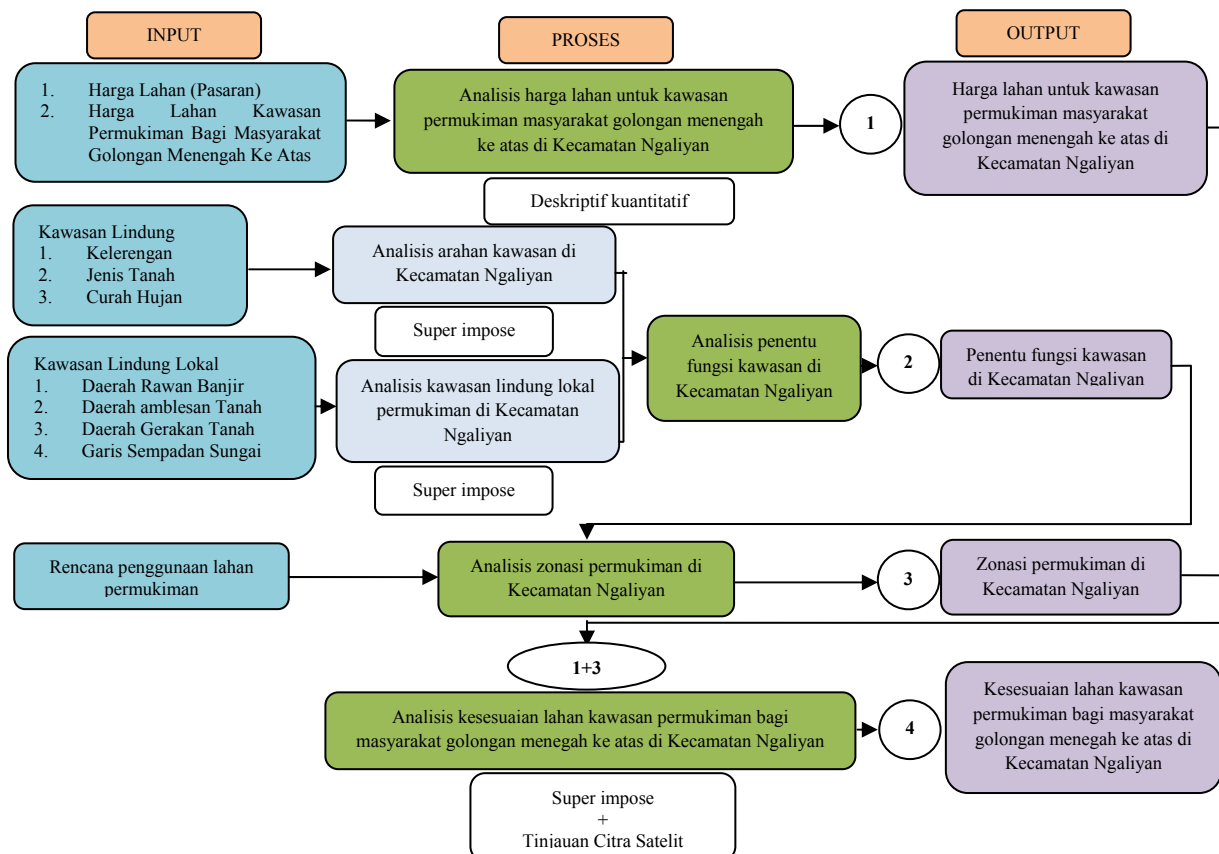 INPUT
PROSES
OUTPUT
1. Harga Lahan (Pasaran)
2. Harga Lahan Kawasan
Permukiman Bagi Masyarakat
Golongan Menengah Ke Atas
Analisis harga lahan untuk kawasan
permukiman masyarakat golongan menengah
ke atas di Kecamatan Ngaliyan
1
Harga lahan untuk kawasan
permukiman masyarakat
golongan menengah ke atas di
Kecamatan Ngaliyan
Deskriptif kuantitatif
Kawasan Lindung
1. Kelerengan
2. Jenis Tanah
3. Curah Hujan
Analisis arahan kawasan di
Kecamatan Ngaliyan
Super impose
Kawasan Lindung Lokal
1. Daerah Rawan Banjir
2. Daerah amblesan Tanah
3. Daerah Gerakan Tanah
4. Garis Sempadan Sungai
Analisis kawasan lindung lokal
permukiman di Kecamatan
Ngaliyan
Super impose
Analisis penentu
fungsi kawasan di
Kecamatan Ngaliyan
2
Penentu fungsi kawasan
di Kecamatan Ngaliyan
Rencana penggunaan lahan
permukiman
Analisis zonasi permukiman di
Kecamatan Ngaliyan
3
Zonasi permukiman di
Kecamatan Ngaliyan
1+3
Analisis kesesuaian lahan kawasan permukiman bagi
masyarakat golongan menegah ke atas di Kecamatan Ngaliyan
4
Kesesuaian lahan kawasan
permukiman bagi masyarakat
golongan menegah ke atas di
Kecamatan Ngaliyan
Super impose
+
Tinjauan Citra Satelit